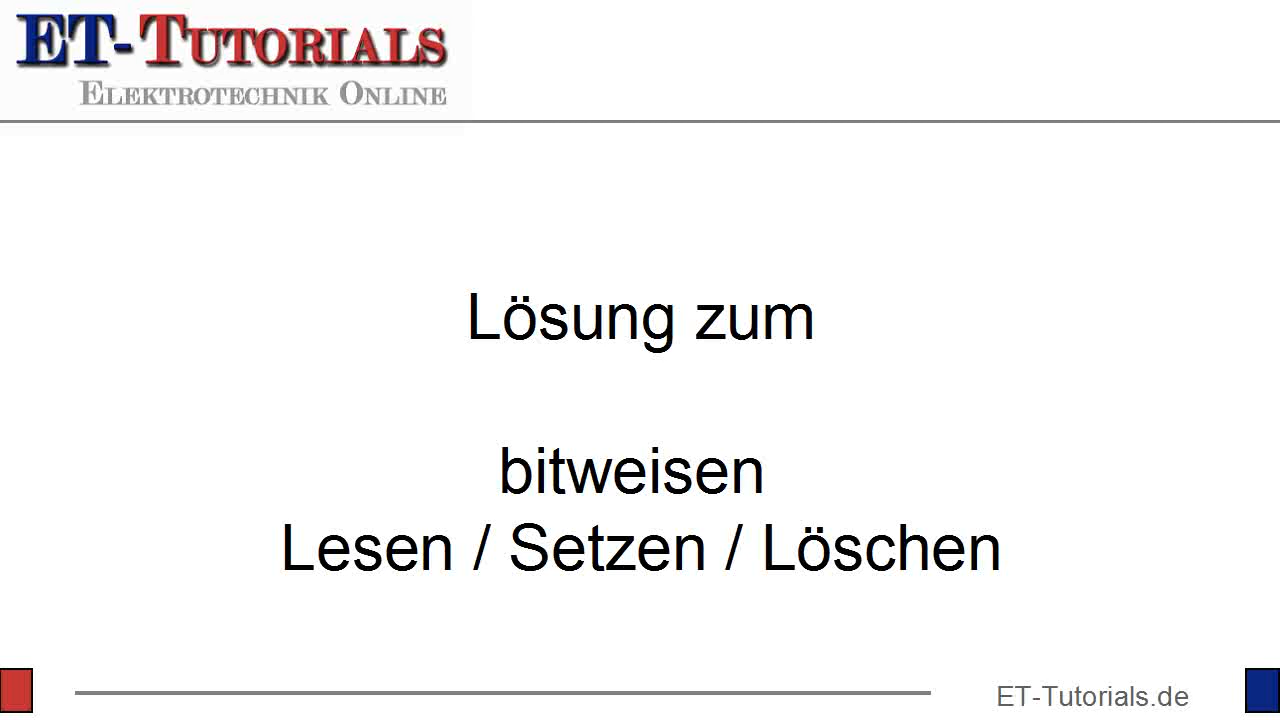 ET-TUTORIALS
ELEKTROTECHNIK ONLINE
Lösung zum
bitweisen
Lesen / Setzen / Löschen
ET-Tutorials.de